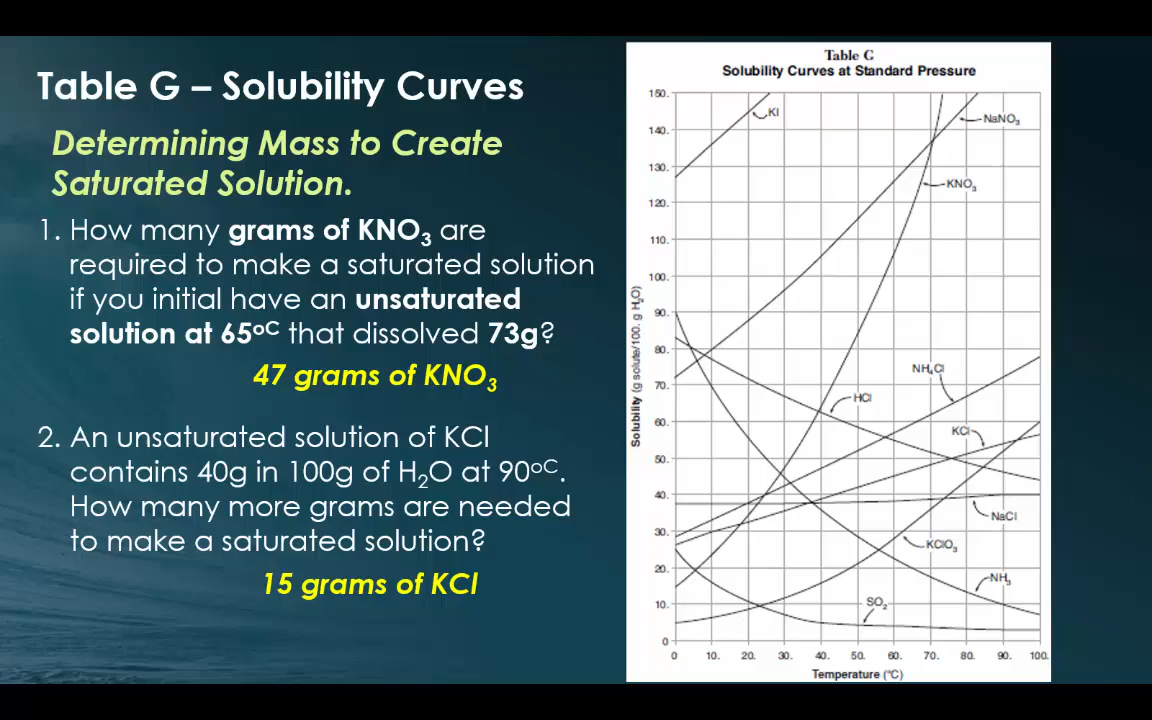 Table G – Solubility Curves
Determining Mass to Create
Saturated Solution.
1. How many grams of KNO₃ are
required to make a saturated solution
if you initial have an unsaturated
solution at 65ºC that dissolved 73g?
47 grams of KNO₃
2. An unsaturated solution of KCl
contains 40g in 100g of H₂O at 90ºC.
How many more grams are needed
to make a saturated solution?
15 grams of KCl
Table G
Solubility Curves at Standard Pressure
Solubility (g solute/100. g H₂O)
150.
140.
130.
120.
110.
100.
90.
80.
70.
60.
50.
40.
30.
20.
10.
0
KI
NaNO₃
KNO₃
NH₄Cl
HCl
KCl
NaCl
KClO₃
NH₃
SO₂
0 10. 20. 30. 40. 50. 60. 70. 80. 90. 100.
Temperature (°C)